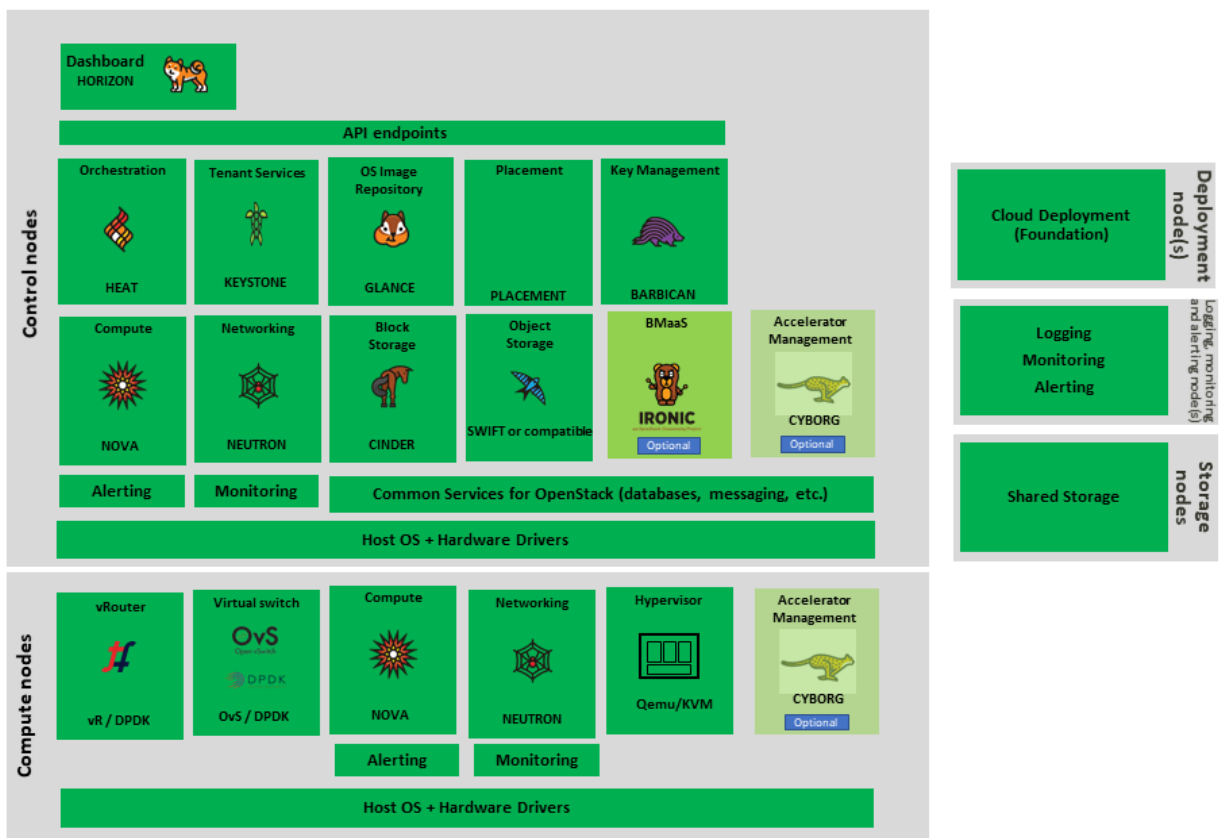 Control nodes
Dashboard
HORIZON
API endpoints
Orchestration
HEAT
Tenant Services
KEYSTONE
OS Image
Repository
GLANCE
Placement
PLACEMENT
Key Management
BARBICAN
Compute
NOVA
Networking
NEUTRON
Block
Storage
CINDER
Object
Storage
SWIFT or compatible
BMaaS
IRONIC
Optional
Accelerator
Management
CYBORG
Optional
Alerting
Monitoring
Common Services for OpenStack (databases, messaging, etc.)
Host OS + Hardware Drivers
Compute nodes
vRouter
vR / DPDK
Virtual switch
OvS
Open vSwitch
DPDK
OvS / DPDK
Compute
NOVA
Networking
NEUTRON
Hypervisor
Qemu/KVM
Accelerator
Management
CYBORG
Optional
Alerting
Monitoring
Host OS + Hardware Drivers
Cloud Deployment
(Foundation)
Deployment
node(s)
Logging
Monitoring
Alerting
Logging, monitoring
and alerting node(s)
Shared Storage
Storage
nodes